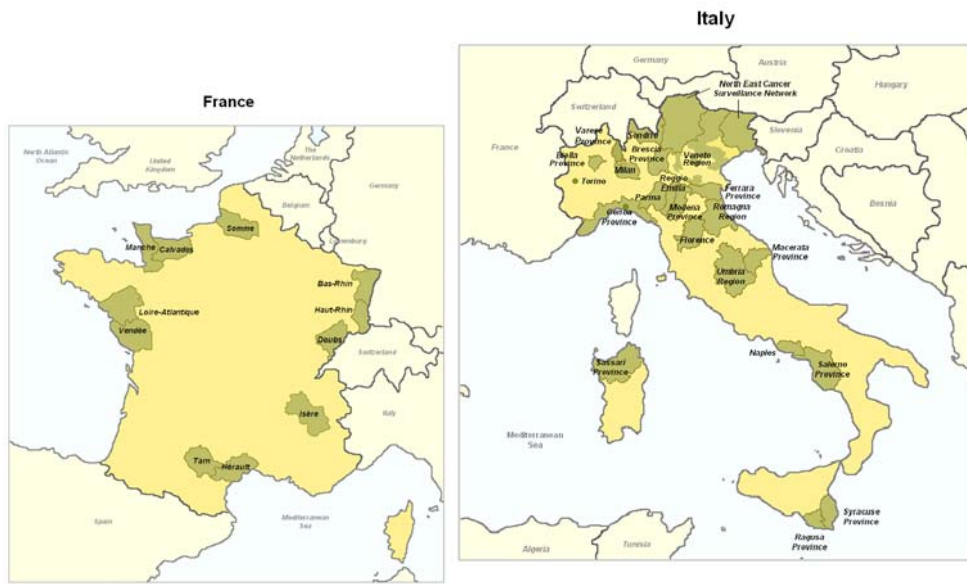 Italy
France
Germany
Austria
Hungary
Switzerland
North East Cancer
Surveillance Network
Slovenia
Croatia
Bosnia
France
Varese
Province
Sondrio
Biella
Province
Brescia
Province
Veneto
Region
Milan
Torino
Reggio
Emilia
Parma
Ferrara
Province
Modena
Province
Romagna
Region
Genoa
Province
Florence
Macerata
Province
Umbria
Region
Naples
Salerno
Province
Sassari
Province
Mediterranean
Sea
Syracuse
Province
Ragusa
Province
Algeria
Tunisia
North Atlantic
Ocean
United
Kingdom
The
Netherlands
Germany
Belgium
Luxemburg
Somme
Manche
Calvados
Bas-Rhin
Haut-Rhin
Loire-Atlantique
Vendée
Doubs
Switzerland
Isère
Italy
Tarn
Hérault
Spain
Mediterranean
Sea